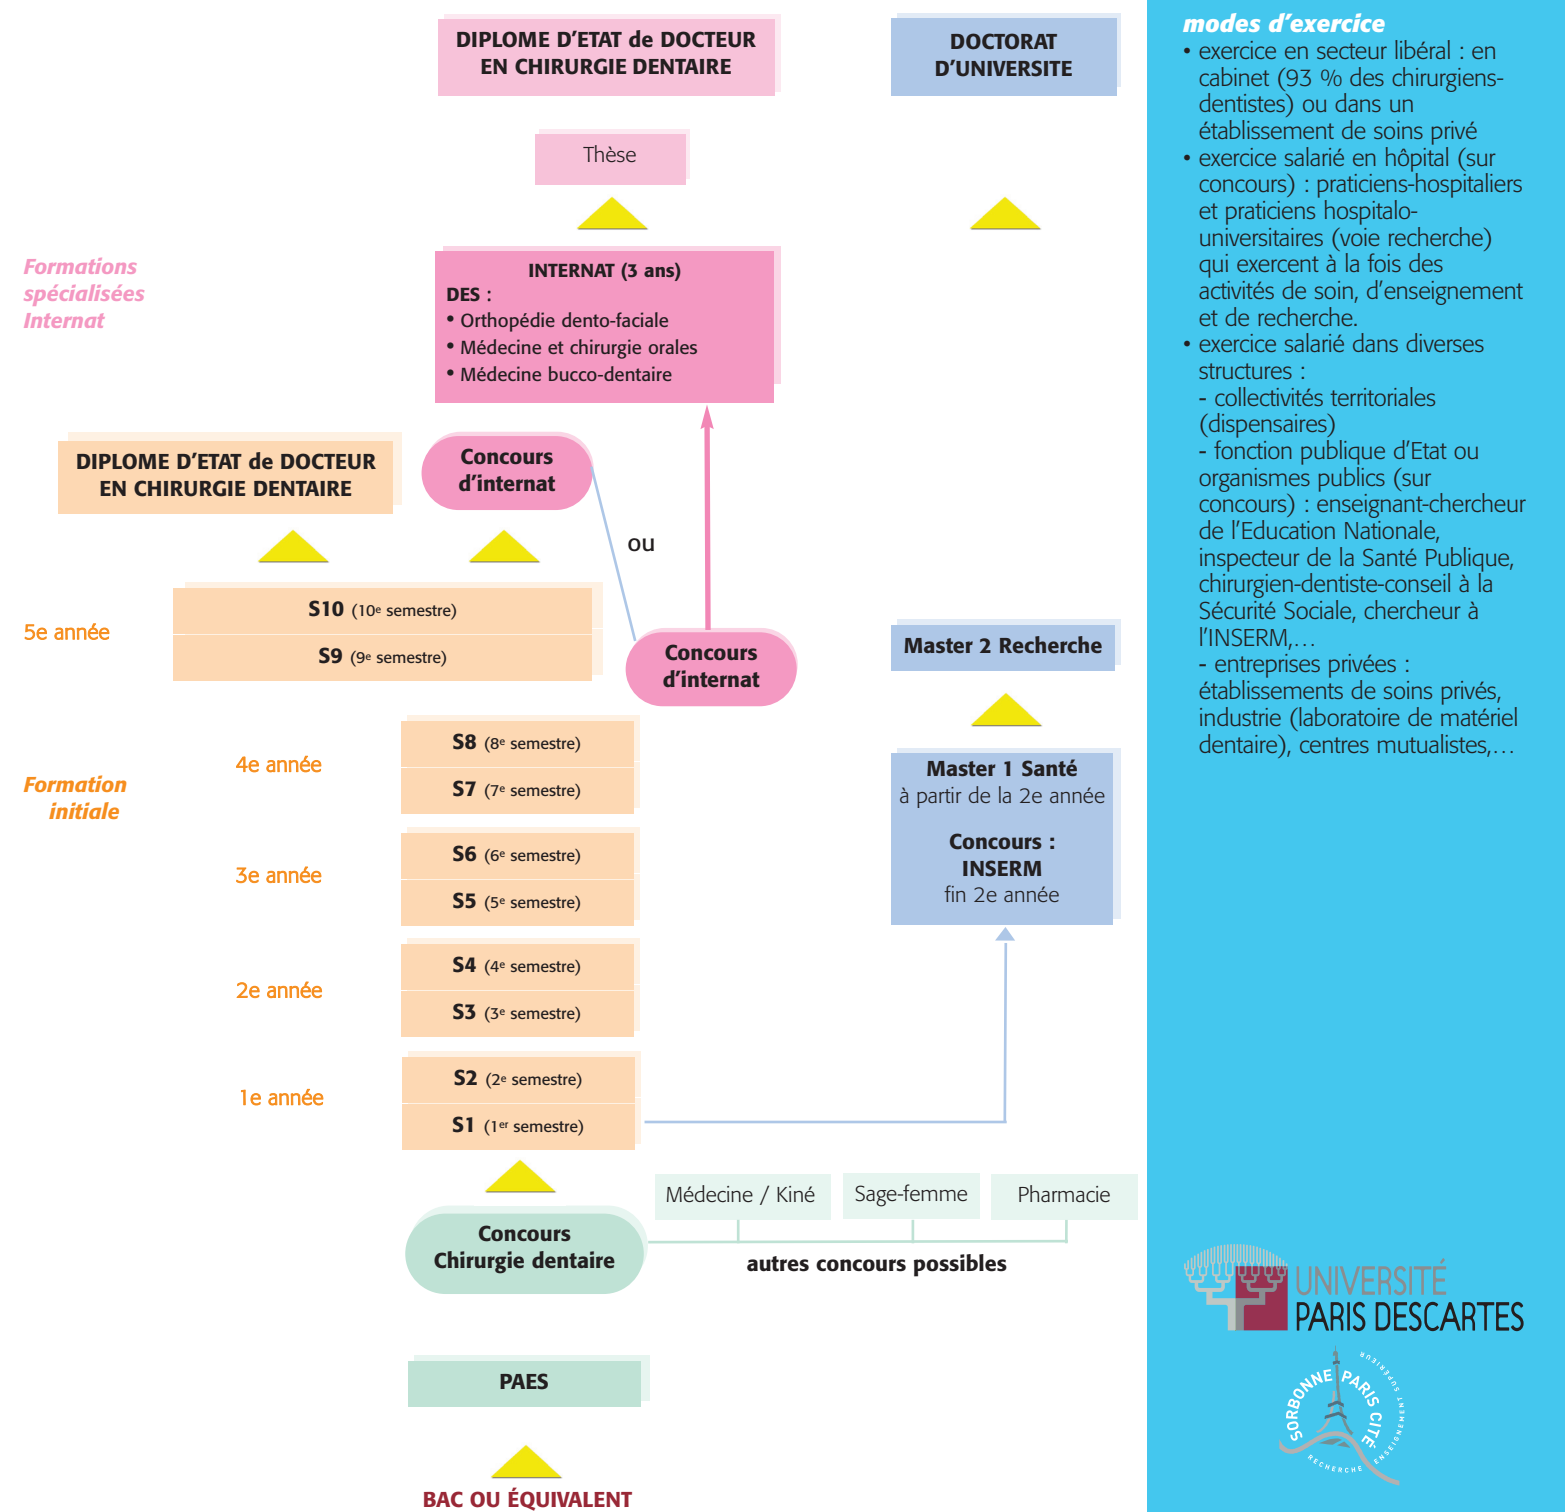 DIPLOME D'ETAT de DOCTEUR
EN CHIRURGIE DENTAIRE
DOCTORAT
D'UNIVERSITE
Thèse
Formations
spécialisées
Internat
INTERNAT (3 ans)
DES :
• Orthopédie dento-faciale
• Médecine et chirurgie orales
• Médecine bucco-dentaire
DIPLOME D'ETAT de DOCTEUR
EN CHIRURGIE DENTAIRE
Concours
d'internat
ou
5e année
S10 (10e semestre)
S9 (9e semestre)
Concours
d'internat
Master 2 Recherche
Formation
initiale
4e année
S8 (8e semestre)
S7 (7e semestre)
Master 1 Santé
à partir de la 2e année
Concours :
INSERM
fin 2e année
3e année
S6 (6e semestre)
S5 (5e semestre)
2e année
S4 (4e semestre)
S3 (3e semestre)
1e année
S2 (2e semestre)
S1 (1er semestre)
Médecine / Kiné
Sage-femme
Pharmacie
Concours
Chirurgie dentaire
autres concours possibles
PAES
BAC OU ÉQUIVALENT
modes d'exercice
• exercice en secteur libéral : en
cabinet (93 % des chirurgiens-
dentistes) ou dans un
établissement de soins privé
• exercice salarié en hôpital (sur
concours) : praticiens-hospitaliers
et praticiens hospitalo-
universitaires (voie recherche)
qui exercent à la fois des
activités de soin, d'enseignement
et de recherche.
• exercice salarié dans diverses
structures :
- collectivités territoriales
(dispensaires)
- fonction publique d'Etat ou
organismes publics (sur
concours) : enseignant-chercheur
de l'Education Nationale,
inspecteur de la Santé Publique,
chirurgien-dentiste-conseil à la
Sécurité Sociale, chercheur à
l'INSERM,…
- entreprises privées :
établissements de soins privés,
industrie (laboratoire de matériel
dentaire), centres mutualistes,…
UNIVERSITÉ
PARIS DESCARTES
SORBONNE PARIS CITÉ
RECHERCHE ENSEIGNEMENT SUPÉRIEUR